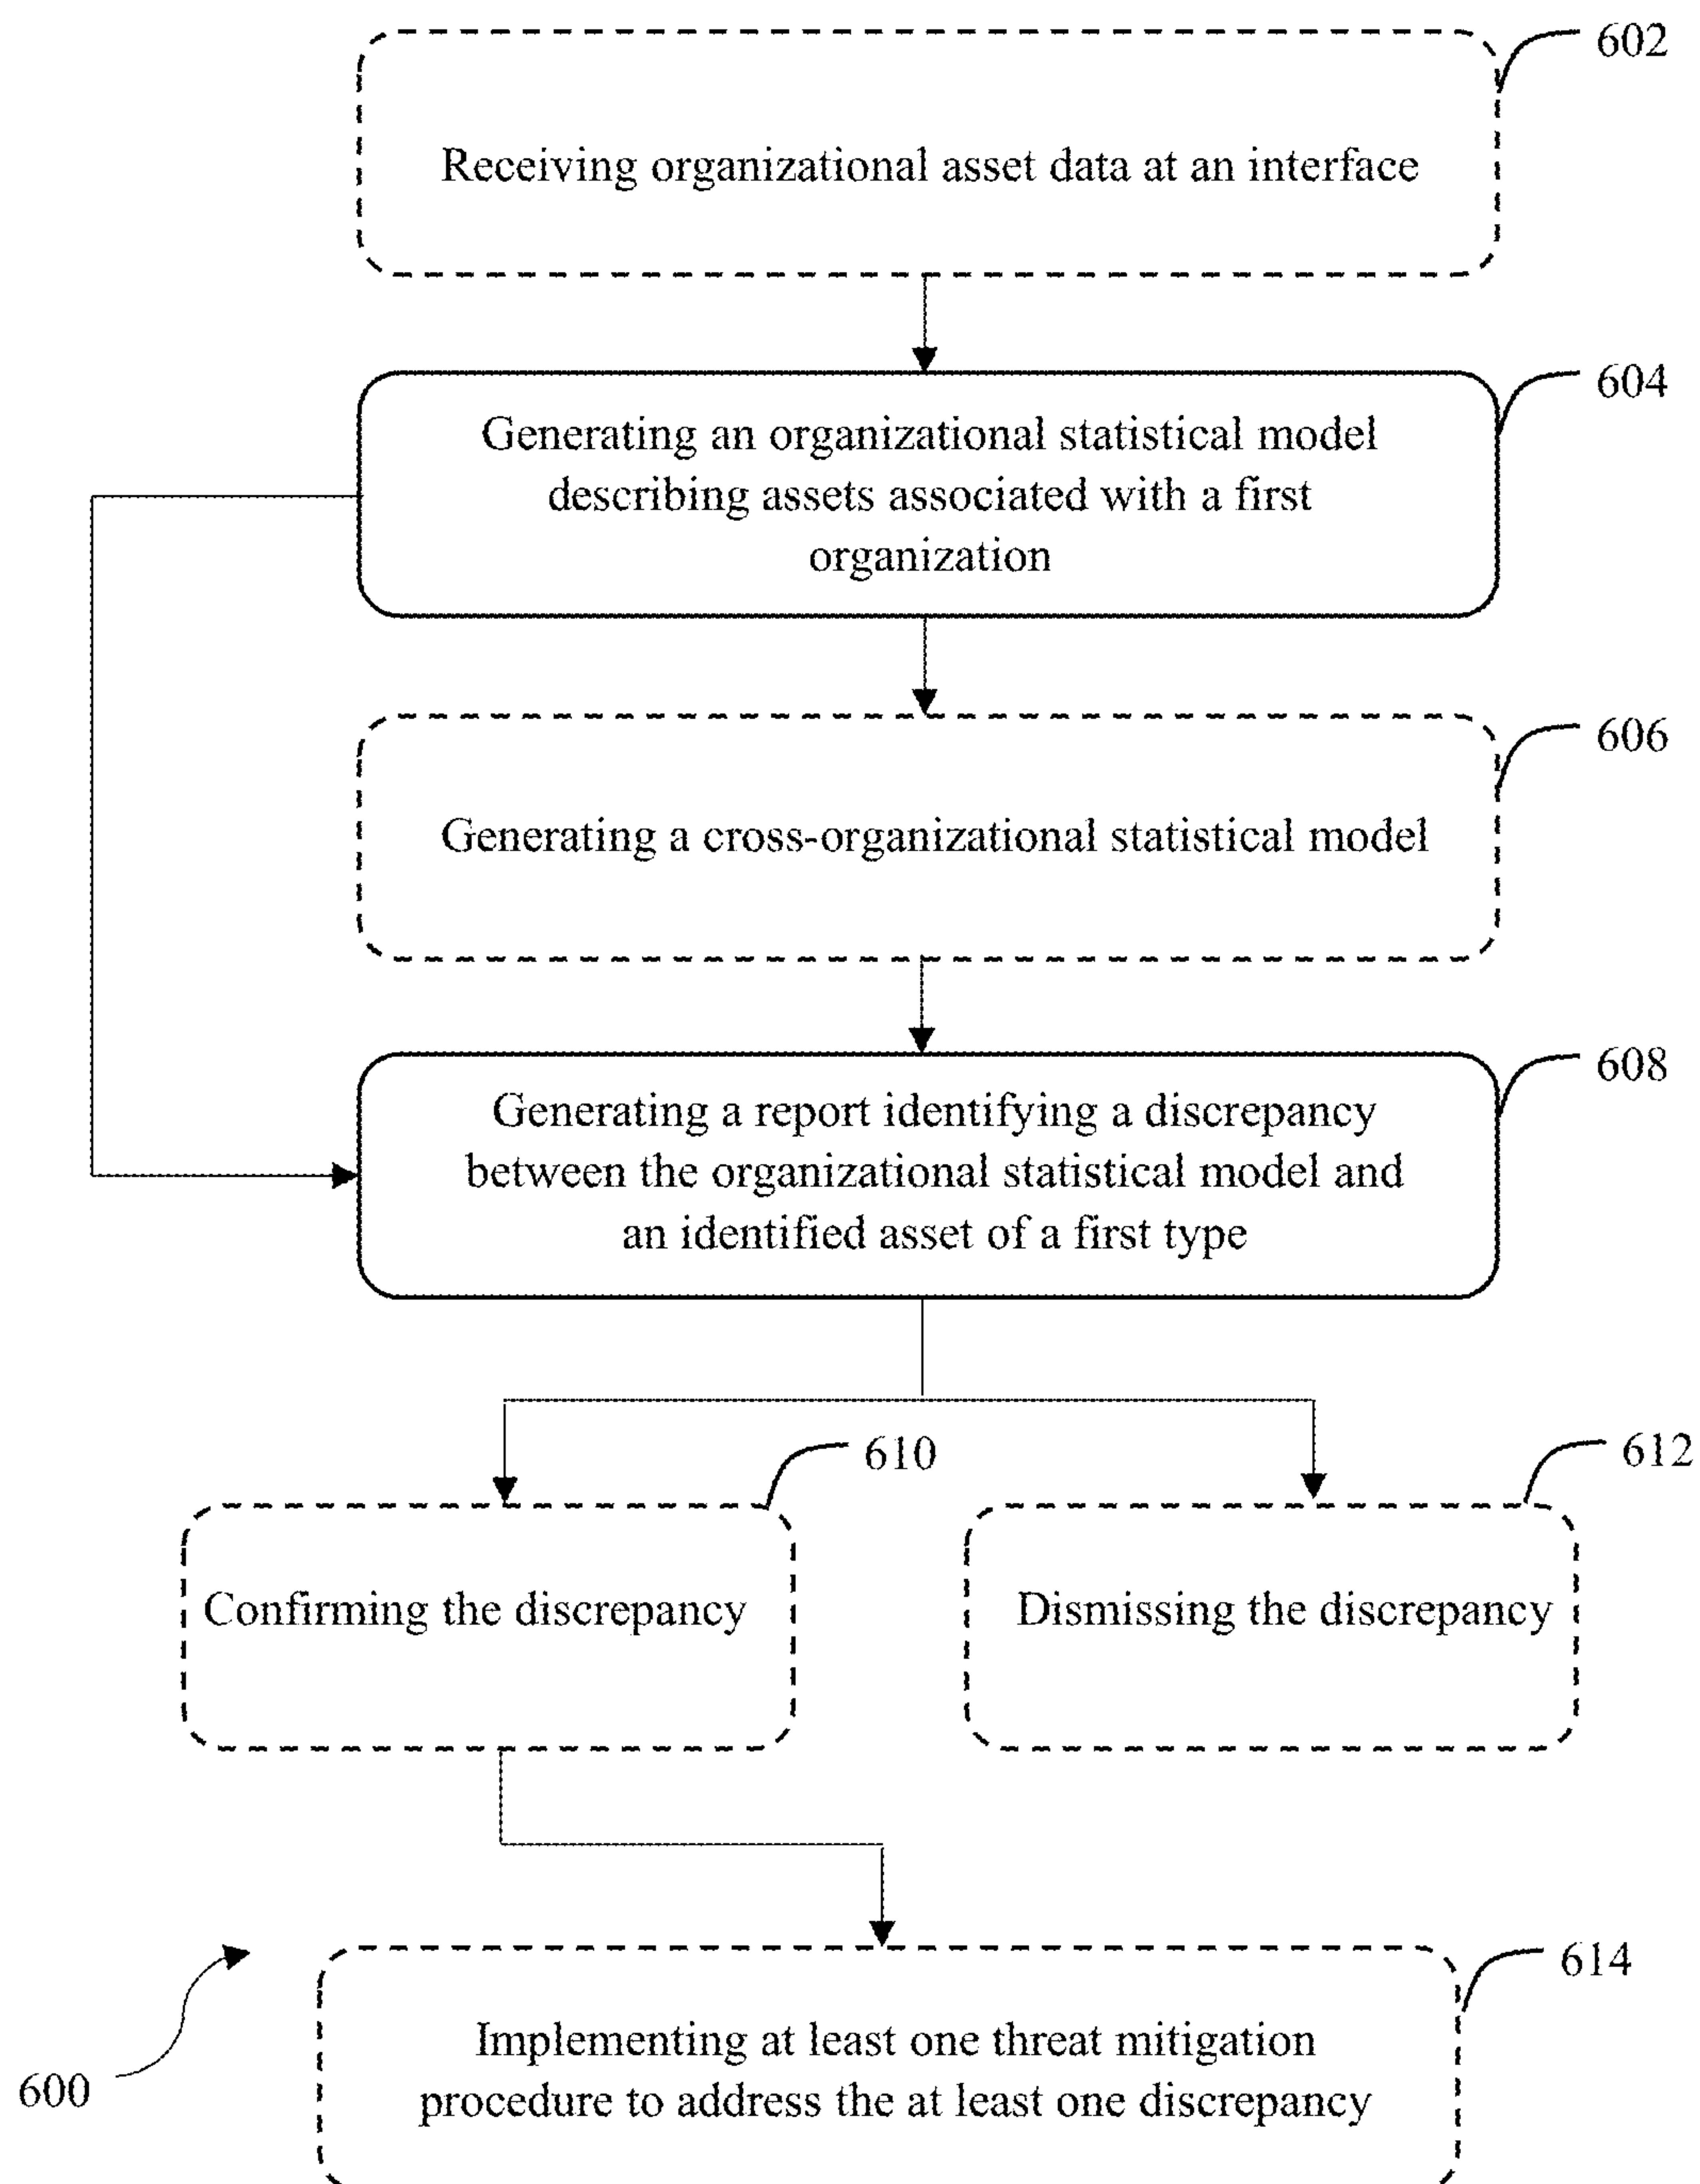 602
Receiving organizational asset data at an interface
604
Generating an organizational statistical model
describing assets associated with a first
organization
606
Generating a cross-organizational statistical model
608
Generating a report identifying a discrepancy
between the organizational statistical model and
an identified asset of a first type
610
612
Confirming the discrepancy
Dismissing the discrepancy
614
Implementing at least one threat mitigation
procedure to address the at least one discrepancy
600